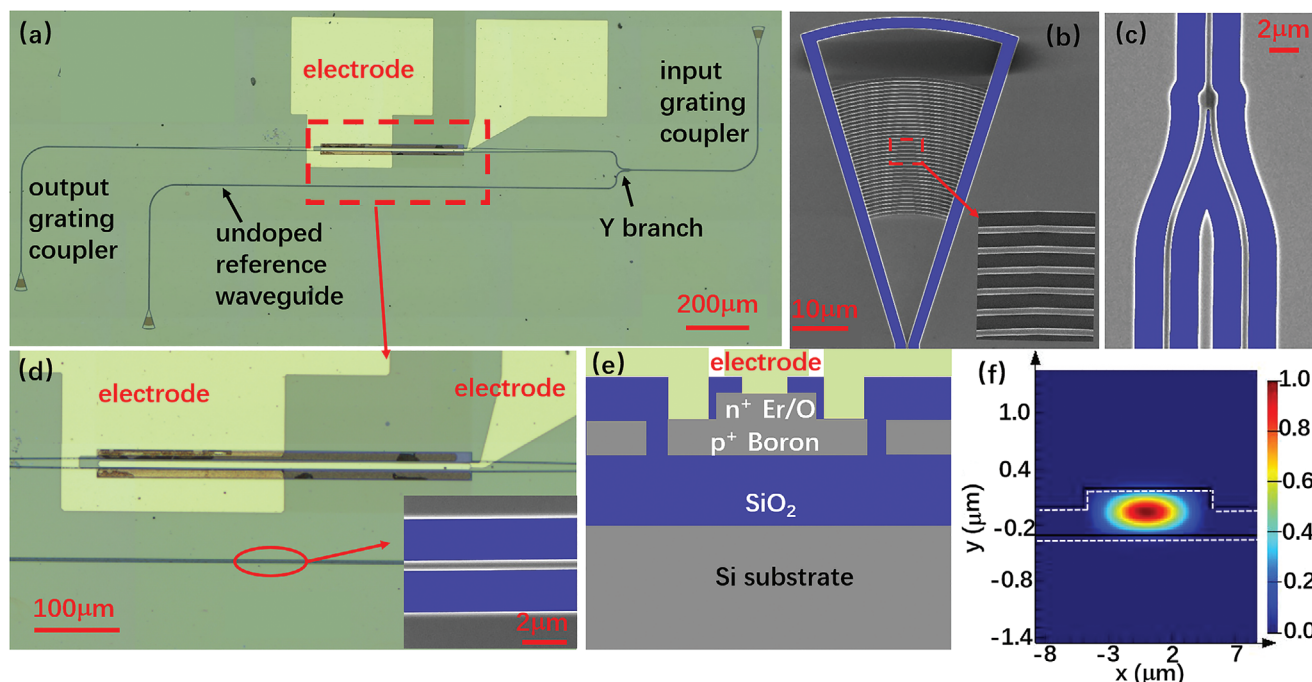 (a)
electrode
input
grating
coupler
output
grating
coupler
undoped
reference
waveguide
Y branch
200μm
(b)
10μm
(c)
2μm
(d)
electrode
electrode
100μm
2μm
(e)
electrode
n⁺ Er/O
p⁺ Boron
SiO₂
Si substrate
(f)
1.0
0.4
-0.2
-0.8
-1.4
y (μm)
-8
-3
2
7
x (μm)
1.0
0.8
0.6
0.4
0.2
0.0